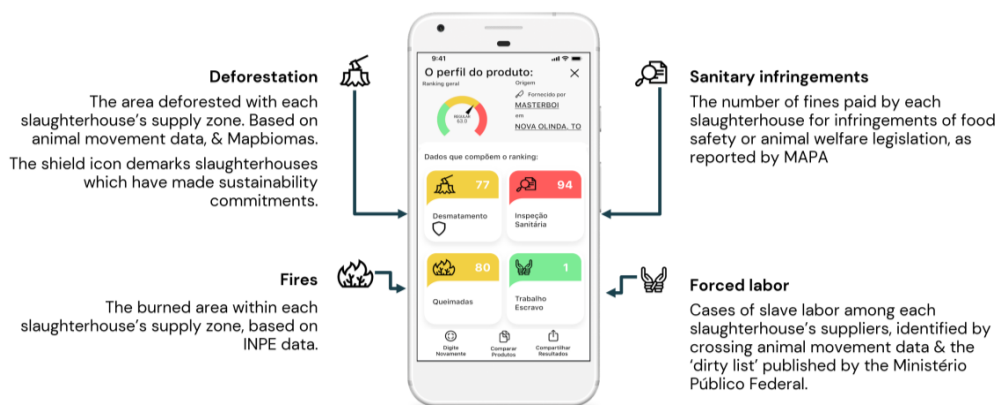 Deforestation
The area deforested with each
slaughterhouse's supply zone. Based on
animal movement data, & Mapbiomas.
The shield icon demarks slaughterhouses
which have made sustainability
commitments.
Fires
The burned area within each
slaughterhouse's supply zone, based on
INPE data.
9:41
O perfil do produto:
Ranking geral
Origem
Fornecido por
MASTERBOI
em
NOVA OLINDA, TO
REGULAR
63.0
Dados que compõem o ranking:
77
Desmatamento
94
Inspeção
Sanitária
80
Queimadas
1
Trabalho
Escravo
Digite
Novamente
Comparar
Produtos
Compartilhar
Resultados
Sanitary infringements
The number of fines paid by each
slaughterhouse for infringements of food
safety or animal welfare legislation, as
reported by MAPA
Forced labor
Cases of slave labor among each
slaughterhouse's suppliers, identified by
crossing animal movement data & the
'dirty list' published by the Ministério
Público Federal.